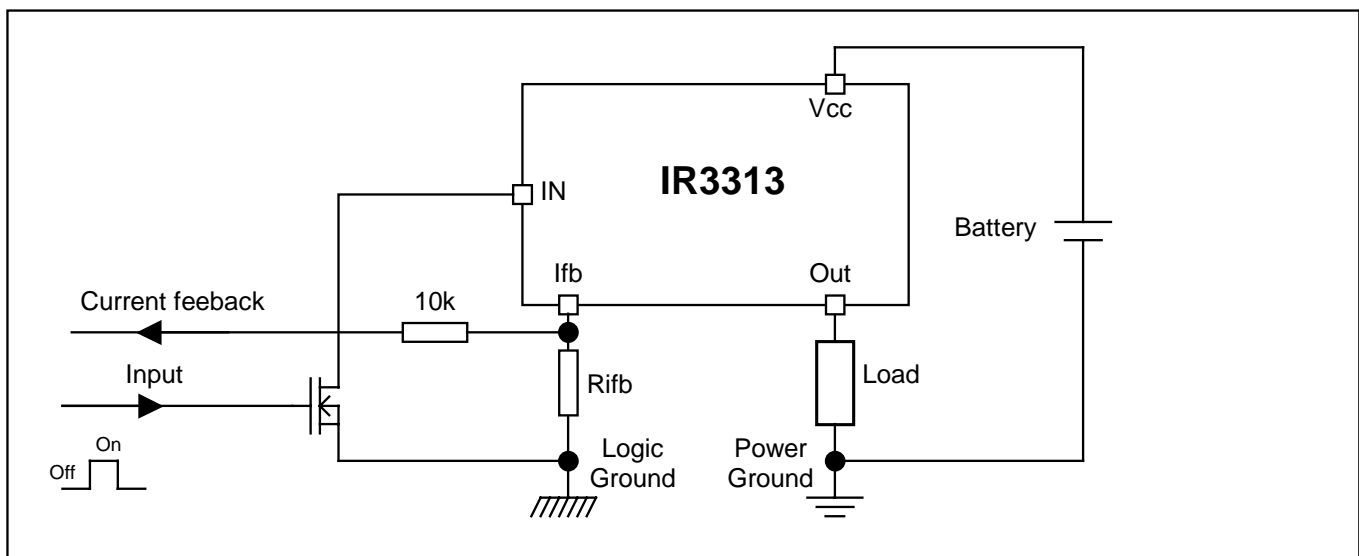 Vcc
IR3313
IN
Battery
Ifb
Out
Current feeback
10k
Input
Rifb
Load
On
Off
Logic
Ground
Power
Ground